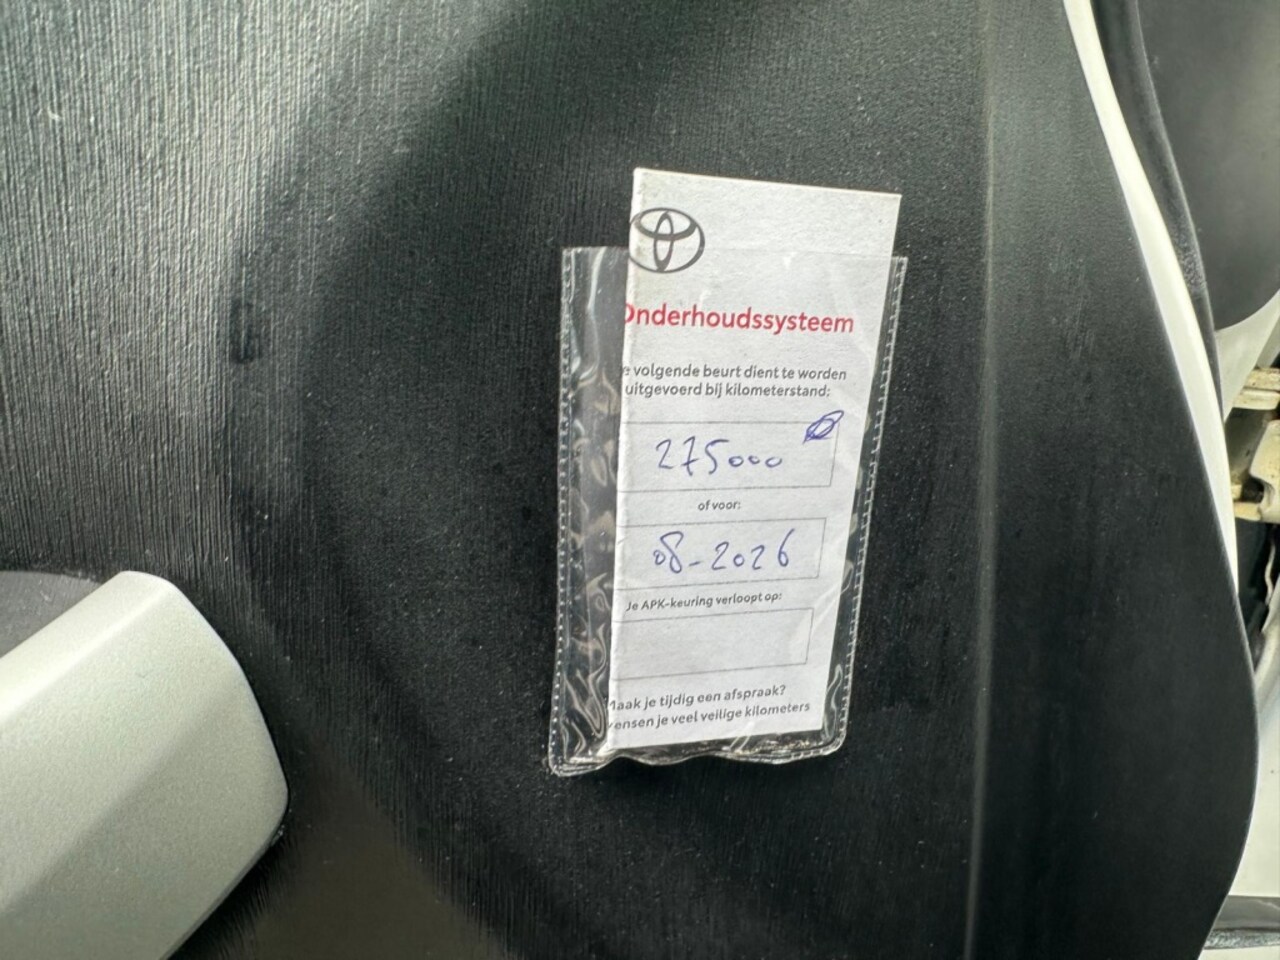 Onderhoudssysteem
e volgende beurt dient te worden
uitgevoerd bij kilometerstand:
275000
of voor:
08-2026
Je APK-keuring verloopt op:
Maak je tijdig een afspraak?
ensen je veel veilige kilometers